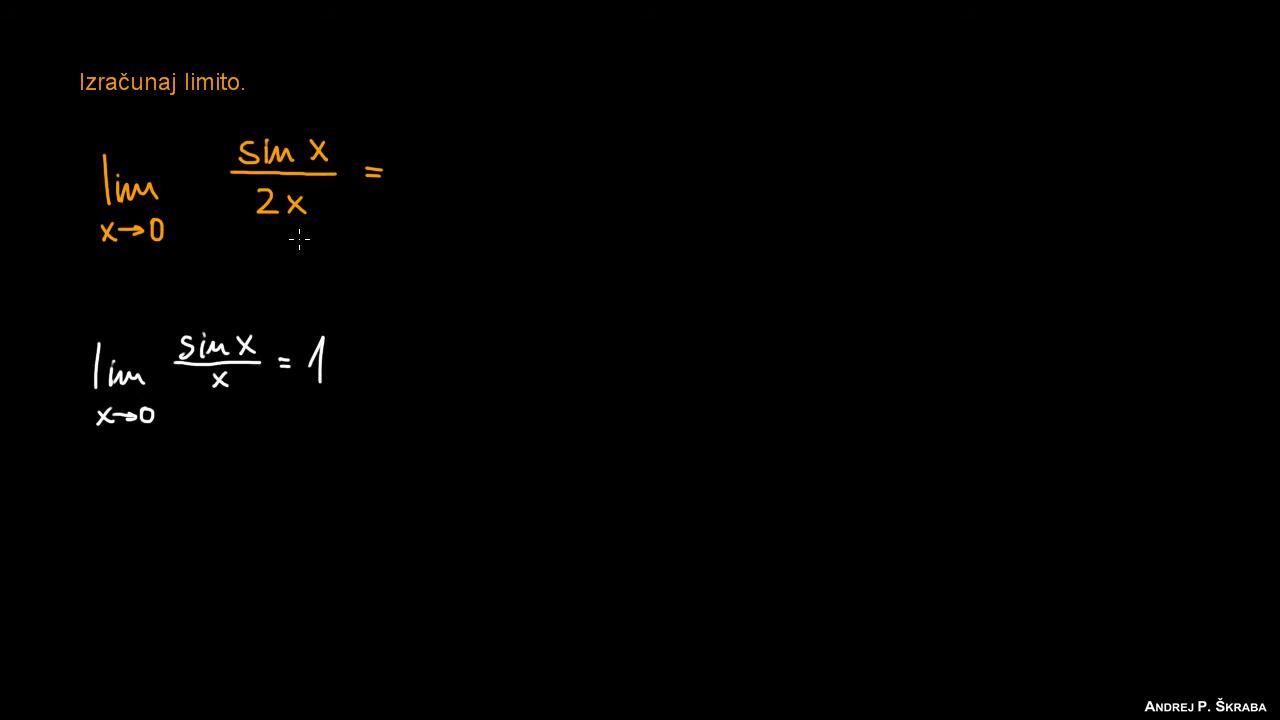 Izračunaj limito.
lim x→0 sin x / 2x =
lim x→0 sin x / x = 1
ANDREJ P. ŠKRABA